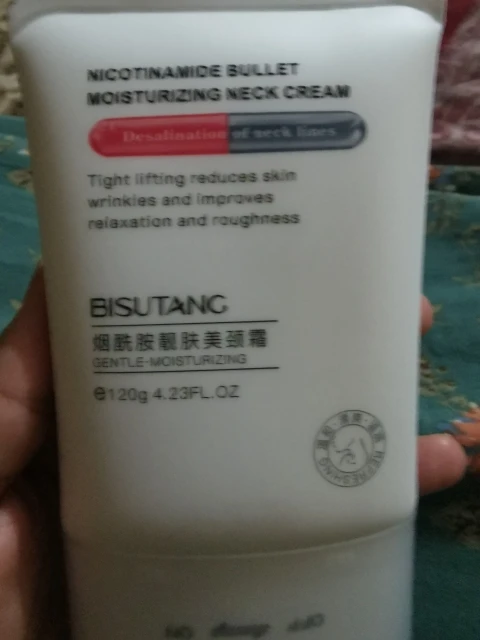 NICOTINAMIDE BULLET
MOISTURIZING NECK CREAM
Desalination of neck lines
Tight lifting reduces skin
wrinkles and improves
relaxation and roughness
BISUTANG
烟酰胺靓肤美颈霜
GENTLE-MOISTURIZING
℮120g 4.23FL.OZ
REFRESHING